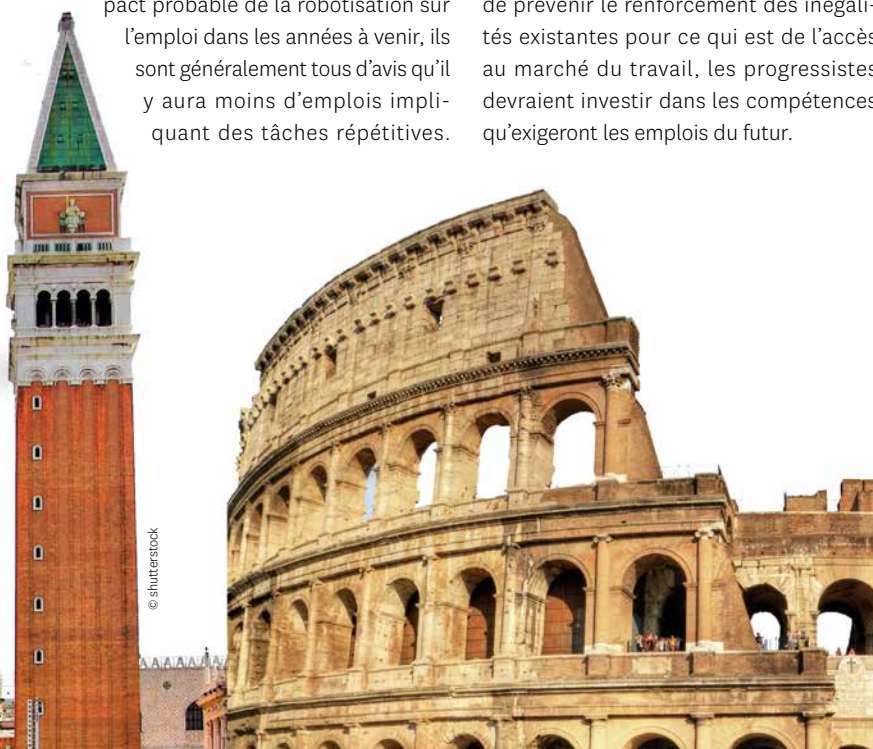 pact probable de la robotisation sur
l'emploi dans les années à venir, ils
sont généralement tous d'avis qu'il
y aura moins d'emplois impli-
quant des tâches répétitives.
de prévenir le renforcement des inégali-
tés existantes pour ce qui est de l'accès
au marché du travail, les progressistes
devraient investir dans les compétences
qu'exigeront les emplois du futur.
© shutterstock